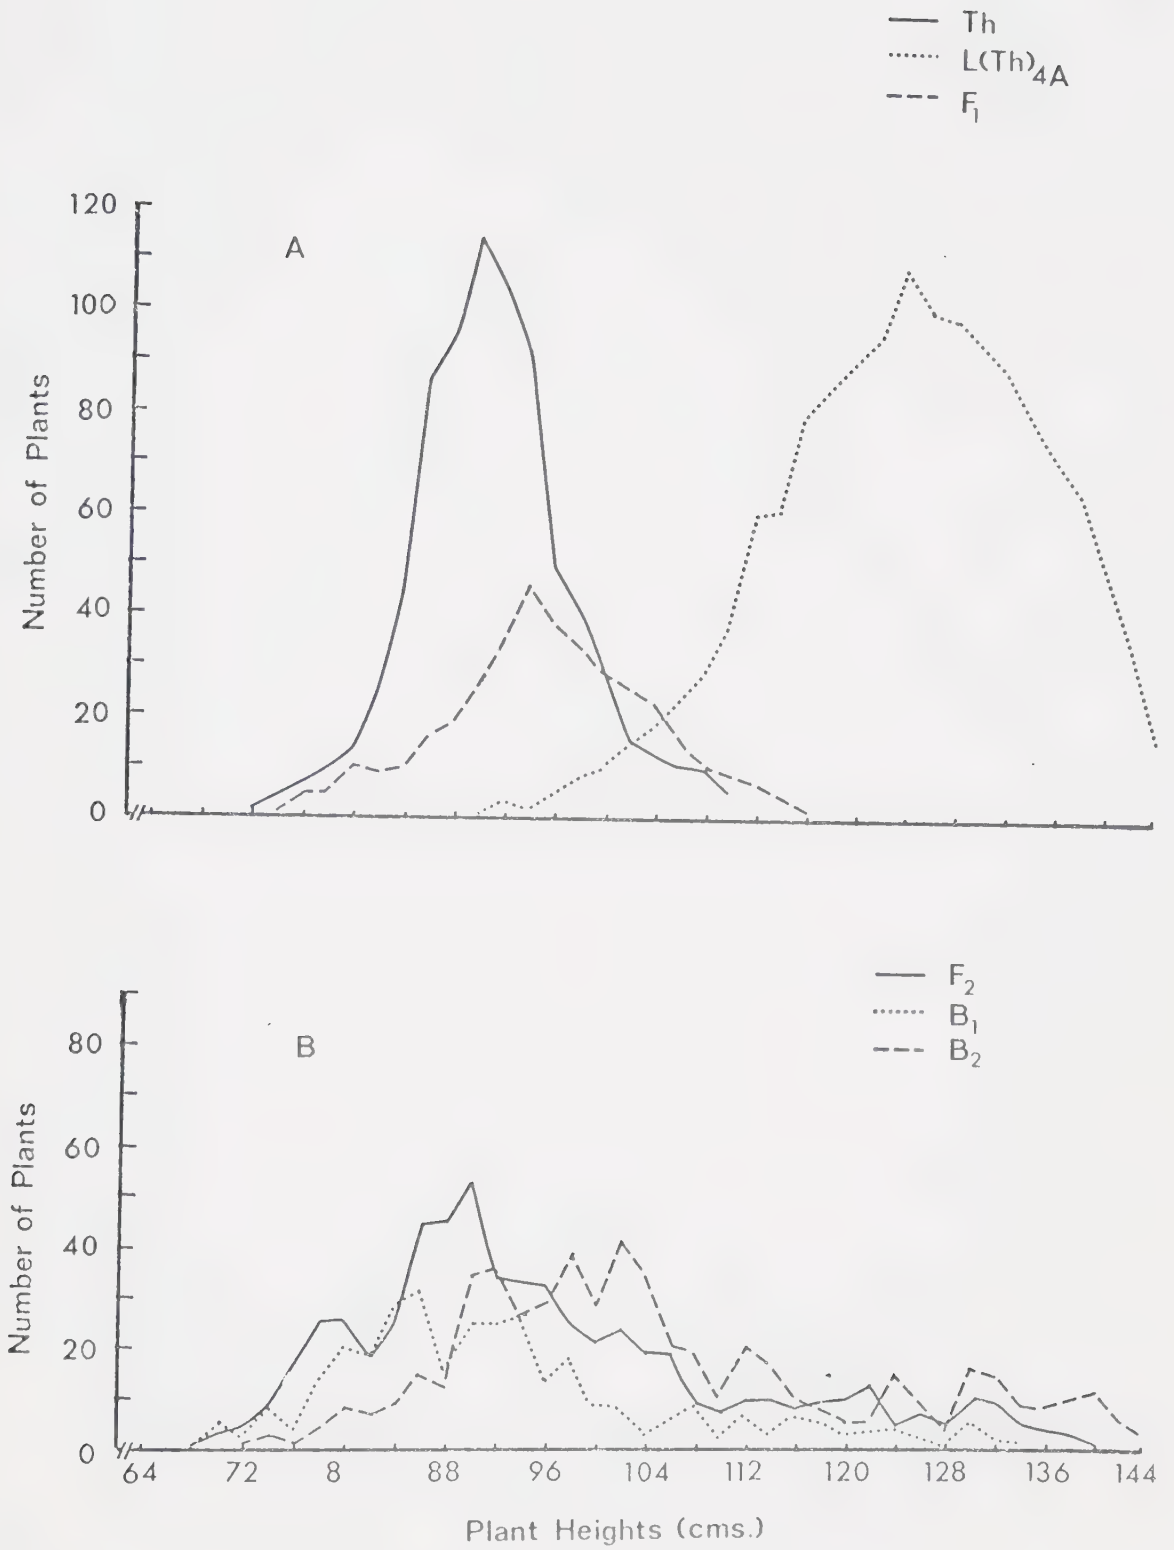 Th
L(Th)4A
F1
A
120
100
80
60
40
20
0
Number of Plants
F2
B1
B2
B
80
60
40
20
0
Number of Plants
64 72 8 88 96 104 112 120 128 136 144
Plant Heights (cms.)